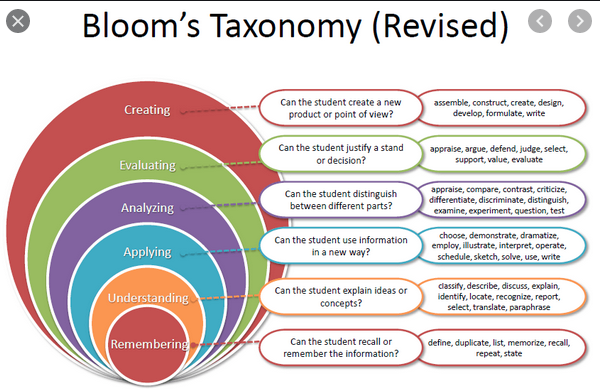 Bloom's Taxonomy (Revised)
Creating
Can the student create a new
product or point of view?
assemble, construct, create, design,
develop, formulate, write
Evaluating
Can the student justify a stand
or decision?
appraise, argue, defend, judge, select,
support, value, evaluate
Analyzing
Can the student distinguish
between different parts?
appraise, compare, contrast, criticize,
differentiate, discriminate, distinguish,
examine, experiment, question, test
Applying
Can the student use information
in a new way?
choose, demonstrate, dramatize,
employ, illustrate, interpret, operate,
schedule, sketch, solve, use, write
Understanding
Can the student explain ideas or
concepts?
classify, describe, discuss, explain,
identify, locate, recognize, report,
select, translate, paraphrase
Remembering
Can the student recall or
remember the information?
define, duplicate, list, memorize, recall,
repeat, state